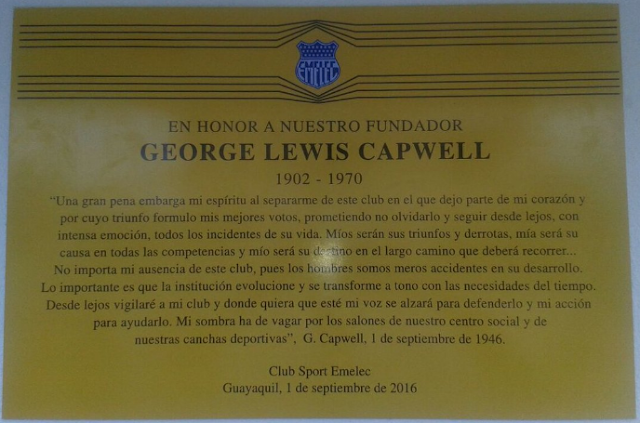 EMELEC
EN HONOR A NUESTRO FUNDADOR
GEORGE LEWIS CAPWELL
1902 - 1970
“Una gran pena embarga mi espíritu al separarme de este club en el que dejo parte de mi corazón y
por cuyo triunfo formulo mis mejores votos, prometiendo no olvidarlo y seguir desde lejos, con
intensa emoción, todos los incidentes de su vida. Míos serán sus triunfos y derrotas, mía será su
causa en todas las competencias y mío será su destino en el largo camino que deberá recorrer...
No importa mi ausencia de este club, pues los hombres somos meros accidentes en su desarrollo.
Lo importante es que la institución evolucione y se transforme a tono con las necesidades del tiempo.
Desde lejos vigilaré a mi club y donde quiera que esté mi voz se alzará para defenderlo y mi acción
para ayudarlo. Mi sombra ha de vagar por los salones de nuestro centro social y de
nuestras canchas deportivas”, G. Capwell, 1 de septiembre de 1946.
Club Sport Emelec
Guayaquil, 1 de septiembre de 2016